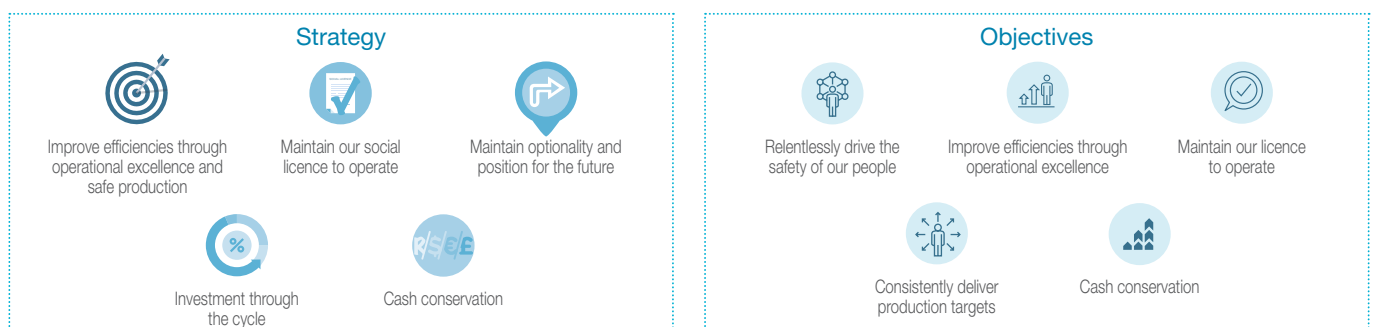 Strategy
Improve efficiencies through
operational excellence and
safe production
Maintain our social
licence to operate
Maintain optionality and
position for the future
%
R/$/€/£
Investment through
the cycle
Cash conservation
Objectives
Relentlessly drive the
safety of our people
Improve efficiencies through
operational excellence
Maintain our licence
to operate
Consistently deliver
production targets
Cash conservation